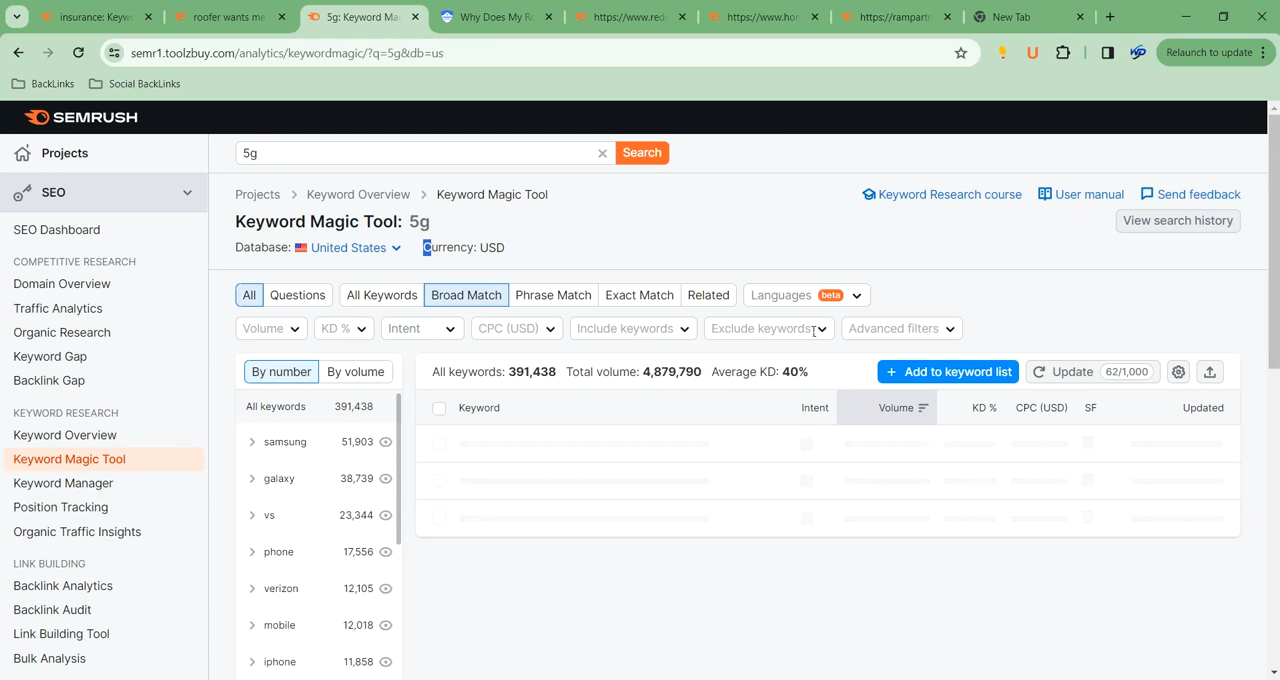 insurance: Keyw
roofer wants me
5g: Keyword Ma
Why Does My R
https://www.red
https://www.hon
https://rampartr
New Tab
semr1.toolzbuy.com/analytics/keywordmagic/?q=5g&db=us
Relaunch to update
BackLinks
Social BackLinks
SEMRUSH
Projects
SEO
SEO Dashboard
COMPETITIVE RESEARCH
Domain Overview
Traffic Analytics
Organic Research
Keyword Gap
Backlink Gap
KEYWORD RESEARCH
Keyword Overview
Keyword Magic Tool
Keyword Manager
Position Tracking
Organic Traffic Insights
LINK BUILDING
Backlink Analytics
Backlink Audit
Link Building Tool
Bulk Analysis
5g
Search
Projects > Keyword Overview > Keyword Magic Tool
Keyword Research course
User manual
Send feedback
Keyword Magic Tool: 5g
View search history
Database: United States
Currency: USD
All
Questions
All Keywords
Broad Match
Phrase Match
Exact Match
Related
Languages beta
Volume
KD %
Intent
CPC (USD)
Include keywords
Exclude keywords
Advanced filters
By number
By volume
All keywords: 391,438 Total volume: 4,879,790 Average KD: 40%
+ Add to keyword list
Update 62/1,000
All keywords 391,438
samsung 51,903
galaxy 38,739
vs 23,344
phone 17,556
verizon 12,105
mobile 12,018
iphone 11,858
Keyword
Intent
Volume
KD %
CPC (USD)
SF
Updated